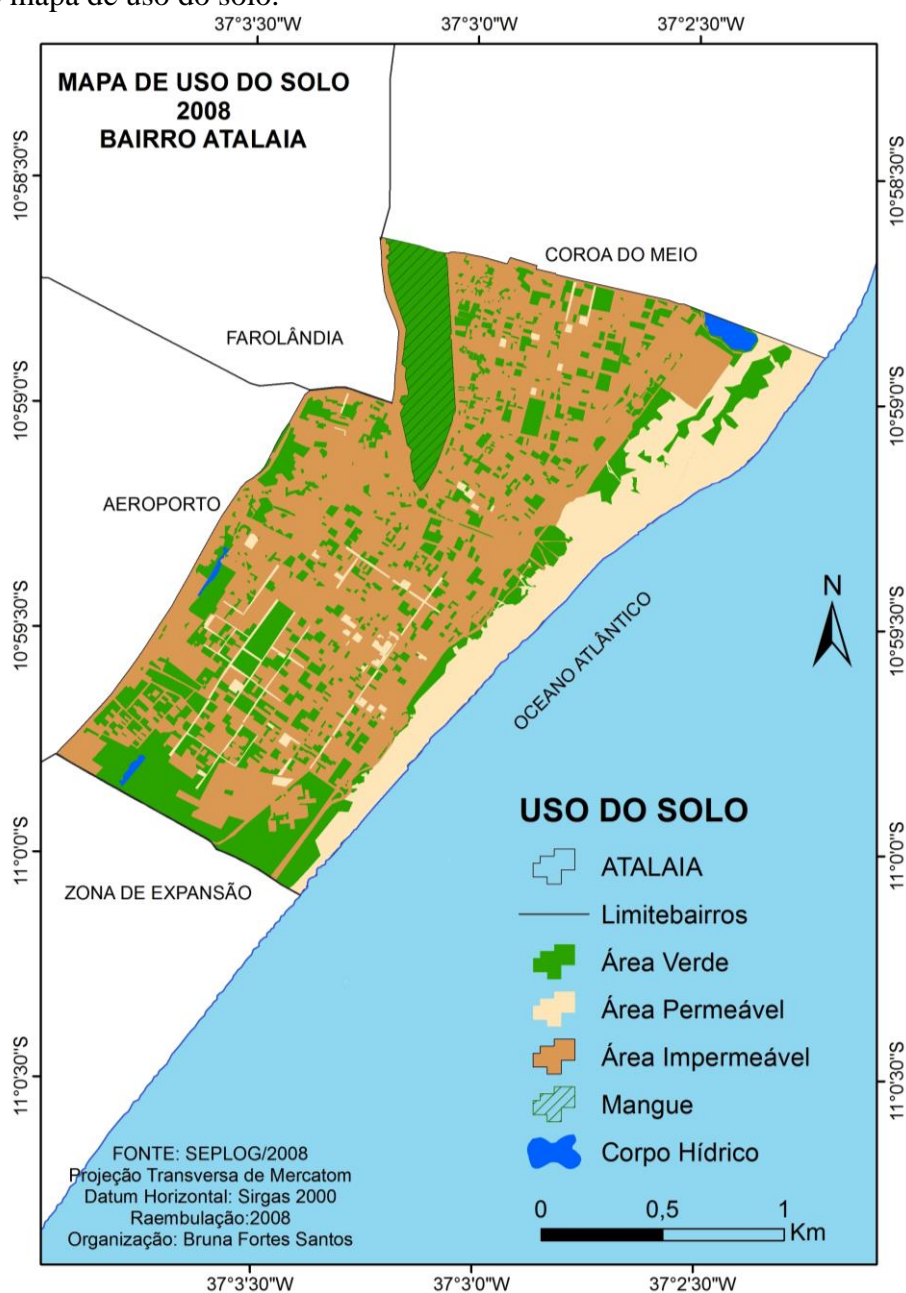 mapa de uso do solo.
37°3'30"W
37°3'0"W
37°2'30"W
MAPA DE USO DO SOLO
2008
BAIRRO ATALAIA
10°58'30"S
10°58'30"S
COROA DO MEIO
FAROLÂNDIA
10°59'0"S
10°59'0"S
AEROPORTO
N
10°59'30"S
10°59'30"S
OCEANO ATLÂNTICO
11°0'0"S
11°0'0"S
ZONA DE EXPANSÃO
USO DO SOLO
ATALAIA
Limitebairros
Área Verde
Área Permeável
Área Impermeável
Mangue
Corpo Hídrico
11°0'30"S
11°0'30"S
FONTE: SEPLOG/2008
Projeção Transversa de Mercatom
Datum Horizontal: Sirgas 2000
Raembulação:2008
Organização: Bruna Fortes Santos
0 0,5 1
Km
37°3'30"W
37°3'0"W
37°2'30"W